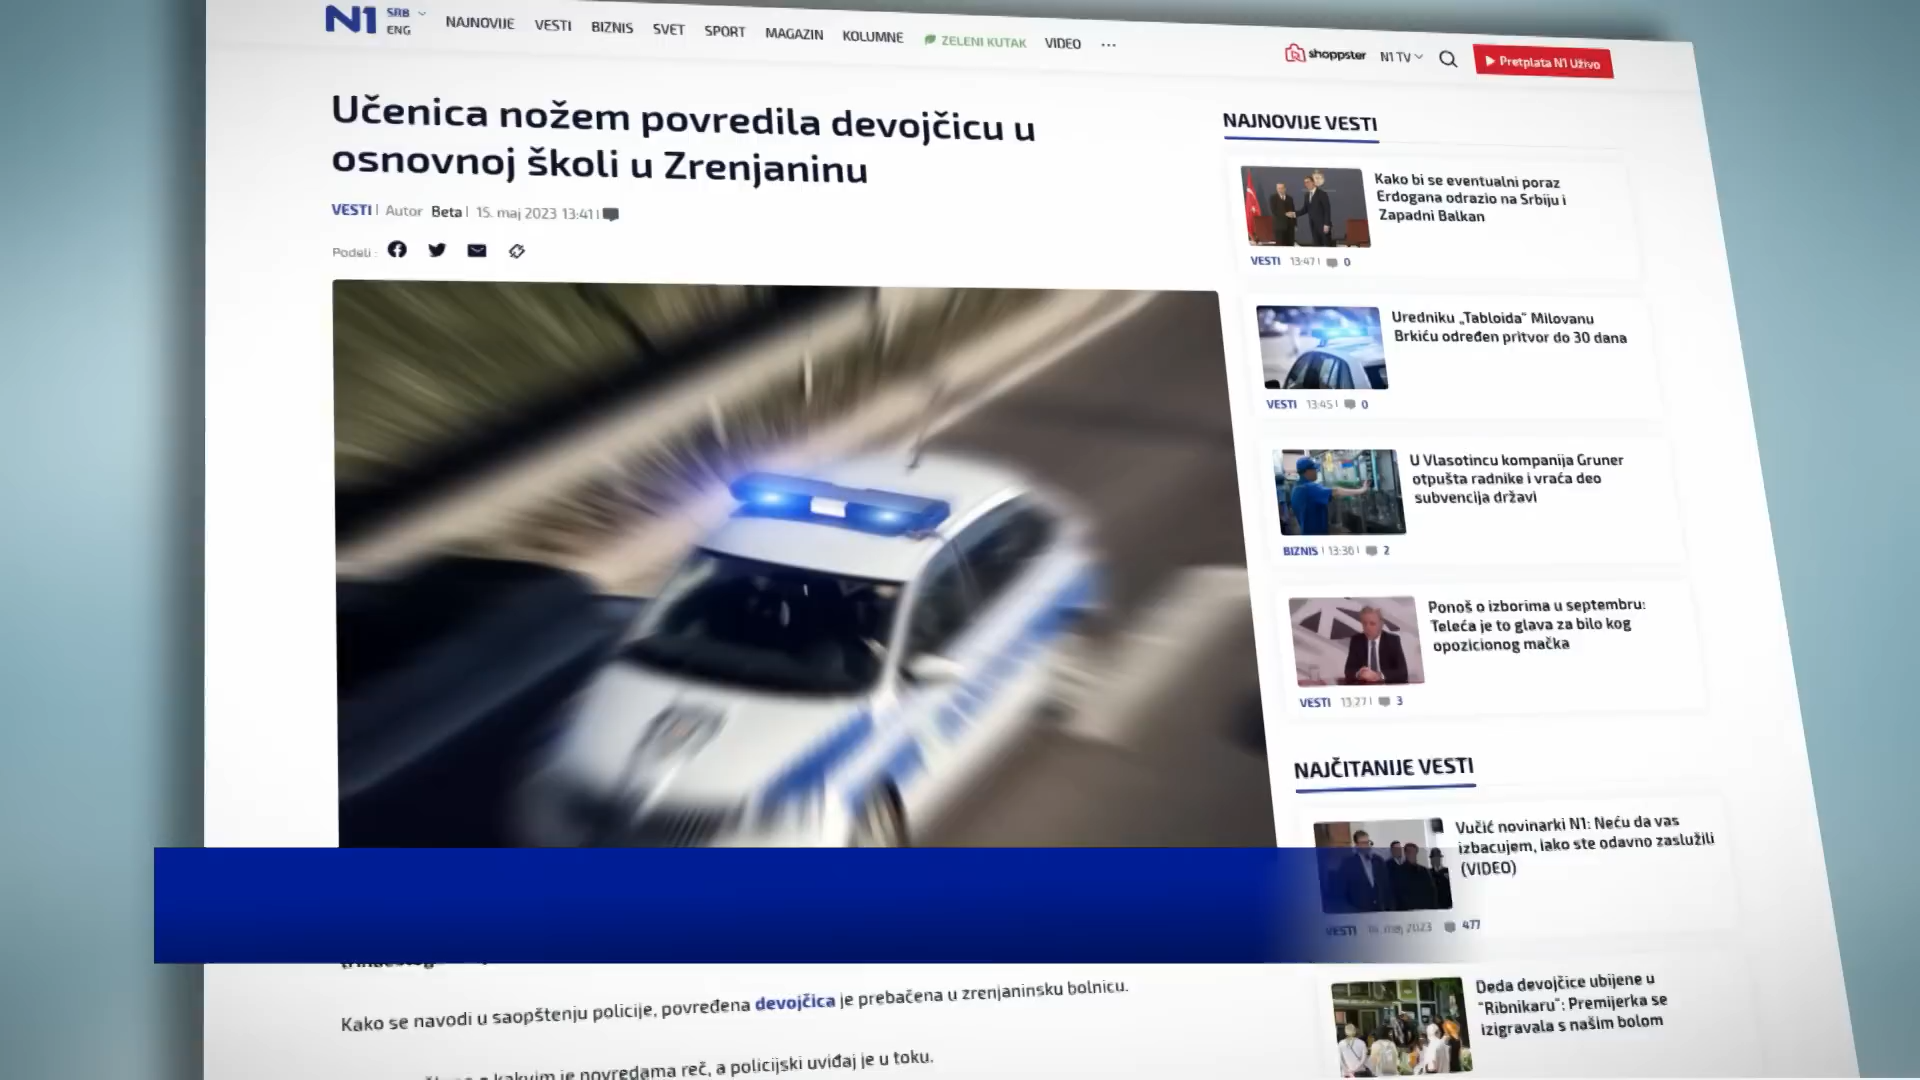 N1 SRB
ENG
NAJNOVIJE VESTI BIZNIS SVET SPORT MAGAZIN KOLUMNE ZELENI KUTAK VIDEO ...
shoppster N1 TV Pretplata N1 Uživo
Učenica nožem povredila devojčicu u
osnovnoj školi u Zrenjaninu
VESTI | Autor Beta | 15. maj 2023 13:41 |
Podeli :
Kako se navodi u saopštenju policije, povređena devojčica je prebačena u zrenjaninsku bolnicu.
kakvim je povredama reč, a policijski uviđaj je u toku.
NAJNOVIJE VESTI
Kako bi se eventualni poraz
Erdogana odrazio na Srbiju i
Zapadni Balkan
VESTI 13:47 | 0
Uredniku „Tabloida“ Milovanu
Brkiću određen pritvor do 30 dana
VESTI 13:45 | 0
U Vlasotincu kompanija Gruner
otpušta radnike i vraća deo
subvencija državi
BIZNIS | 13:36 | 2
Ponoš o izborima u septembru:
Teleća je to glava za bilo kog
opozicionog mačka
VESTI 13:27 | 3
NAJČITANIJE VESTI
Vučić novinarki N1: Neću da vas
izbacujem, iako ste odavno zaslužili
(VIDEO)
VESTI maj 2023 477
Deda devojčice ubijene u
"Ribnikaru": Premijerka se
izigravala s našim bolom